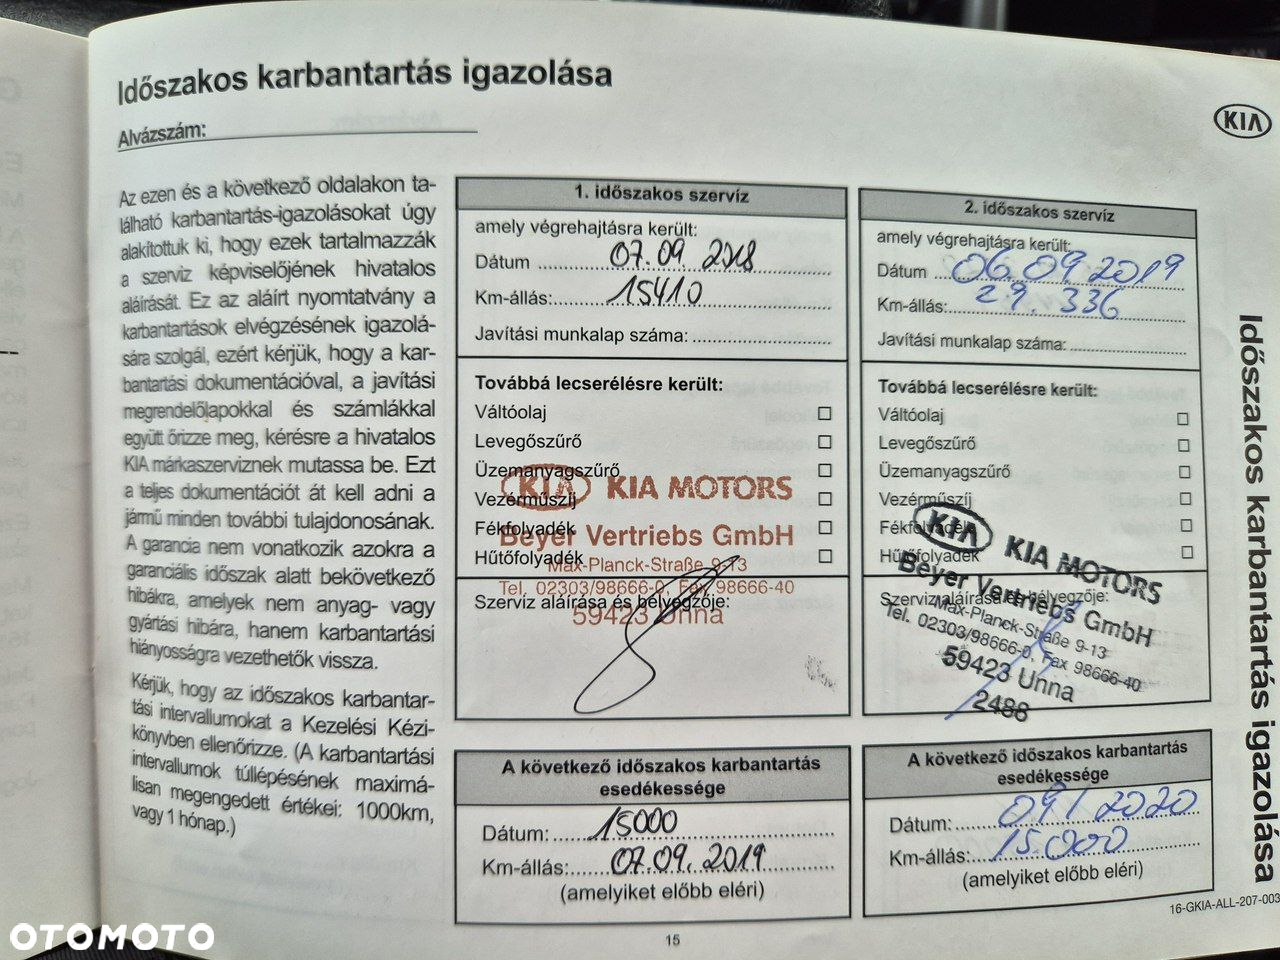 Időszakos karbantartás igazolása
Alvázszám:
KIA
Az ezen és a következő oldalakon ta-
lálható karbantartás-igazolásokat úgy
alakítottuk ki, hogy ezek tartalmazzák
a szerviz képviselőjének hivatalos
aláírását. Ez az aláírt nyomtatvány a
karbantartások elvégzésének igazolá-
sára szolgál, ezért kérjük, hogy a kar-
bantartási dokumentációval, a javítási
megrendelőlapokkal és számlákkal
együtt őrizze meg, kérésre a hivatalos
KIA márkaszerviznek mutassa be. Ezt
a teljes dokumentációt át kell adni a
jármű minden további tulajdonosának.
A garancia nem vonatkozik azokra a
garanciális időszak alatt bekövetkező
hibákra, amelyek nem anyag- vagy
gyártási hibára, hanem karbantartási
hiányosságra vezethetők vissza.
Kérjük, hogy az időszakos karbantar-
tási intervallumokat a Kezelési Kézi-
könyvben ellenőrizze. (A karbantartási
intervallumok túllépésének maximá-
lisan megengedett értékei: 1000km,
vagy 1 hónap.)
1. időszakos szervíz
amely végrehajtásra került:
Dátum 07.09.2018
Km-állás: 15410
Javítási munkalap száma:
Továbbá lecserélésre került:
Váltóolaj
Levegőszűrő
Üzemanyagszűrő
Vezérműszíj
Fékfolyadék
Hűtőfolyadék
Szervíz aláírása és bélyegzője:
KIA KIA MOTORS
Beyer Vertriebs GmbH
Max-Planck-Straße 9-13
Tel. 02303/98666-0, Fax 98666-40
59423 Unna
A következő időszakos karbantartás
esedékessége
Dátum: 15000
Km-állás: 07.09.2019
(amelyiket előbb eléri)
2. időszakos szervíz
amely végrehajtásra került:
Dátum 06.09.2019
Km-állás: 29.336
Javítási munkalap száma:
Továbbá lecserélésre került:
Váltóolaj
Levegőszűrő
Üzemanyagszűrő
Vezérműszíj
Fékfolyadék
Hűtőfolyadék
Szerviz aláírása és bélyegzője:
KIA KIA MOTORS
Beyer Vertriebs GmbH
Max-Planck-Straße 9-13
Tel. 02303/98666-0, Fax 98666-40
59423 Unna
2488
A következő időszakos karbantartás
esedékessége
Dátum: 09/2020
Km-állás: 15.000
(amelyiket előbb eléri)
Időszakos karbantartás igazolása
16-GKIA-ALL-207-003
15
OTOMOTO